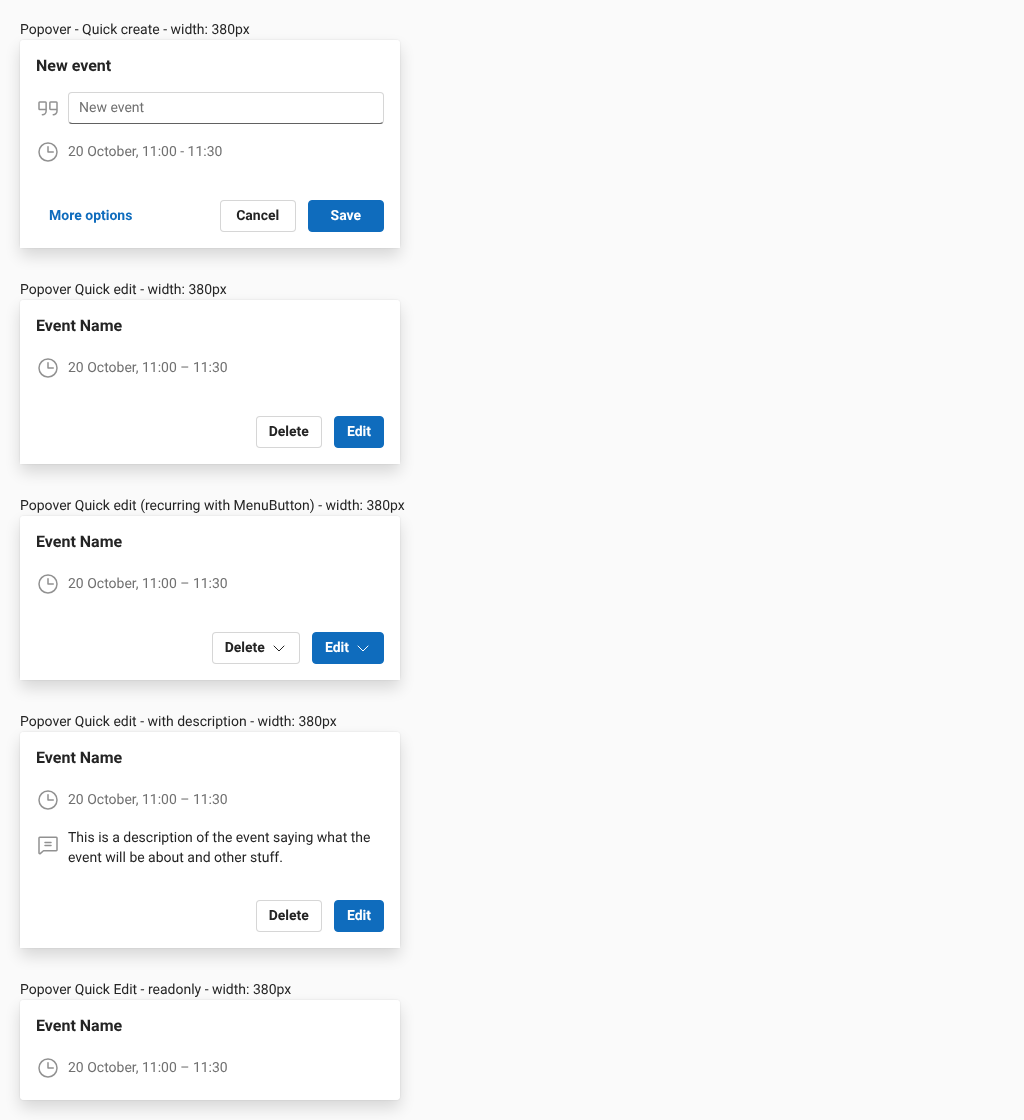 Popover - Quick create - width: 380px
New event
New event
20 October, 11:00 - 11:30
More options
Cancel
Save
Popover Quick edit - width: 380px
Event Name
20 October, 11:00 – 11:30
Delete
Edit
Popover Quick edit (recurring with MenuButton) - width: 380px
Event Name
20 October, 11:00 – 11:30
Delete
Edit
Popover Quick edit - with description - width: 380px
Event Name
20 October, 11:00 – 11:30
This is a description of the event saying what the
event will be about and other stuff.
Delete
Edit
Popover Quick Edit - readonly - width: 380px
Event Name
20 October, 11:00 – 11:30